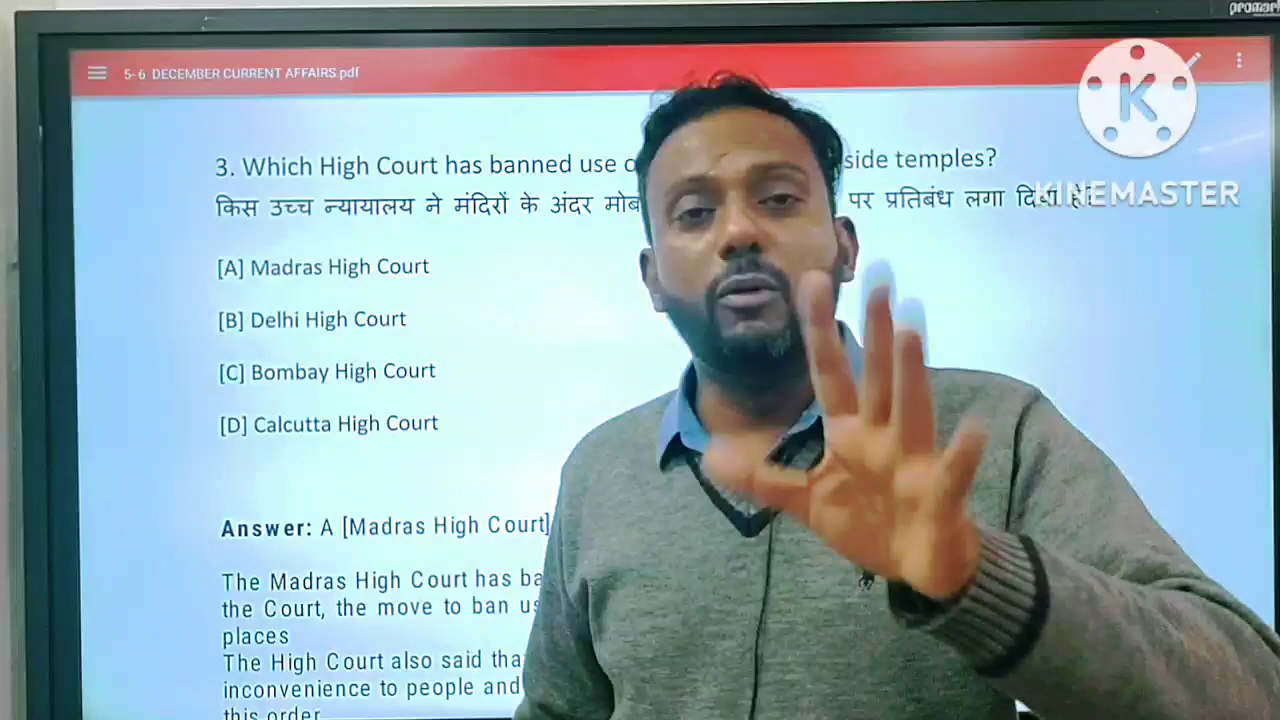 promark
5-6 DECEMBER CURRENT AFFAIRS.pdf
K
KINEMASTER
3. Which High Court has banned use side temples?
किस उच्च न्यायालय ने मंदिरों के अंदर पर प्रतिबंध लगा दिया है?
[A] Madras High Court
[B] Delhi High Court
[C] Bombay High Court
[D] Calcutta High Court
Answer: A [Madras High Court]
The Madras High Court has ba
the Court, the move to ban us
places
The High Court also said tha
inconvenience to people and
this order